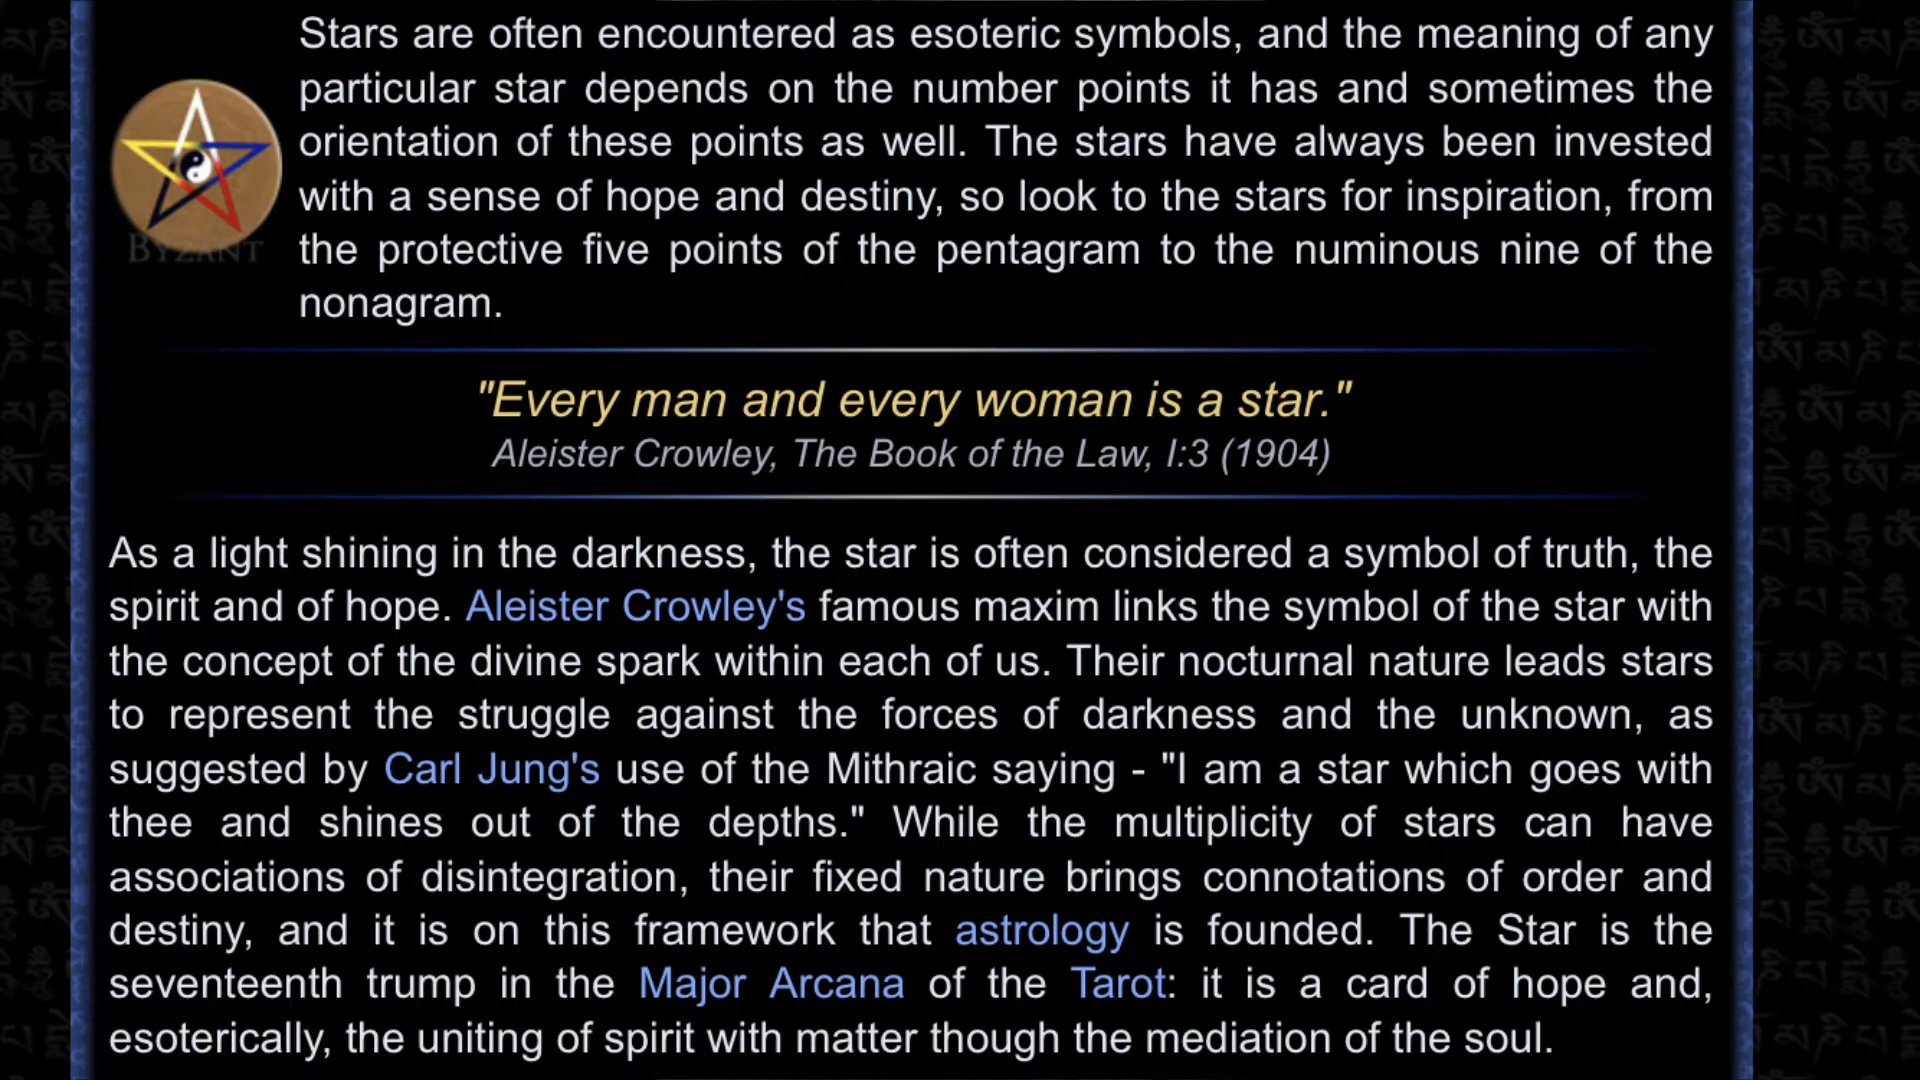 Stars are often encountered as esoteric symbols, and the meaning of any
particular star depends on the number points it has and sometimes the
orientation of these points as well. The stars have always been invested
with a sense of hope and destiny, so look to the stars for inspiration, from
the protective five points of the pentagram to the numinous nine of the
nonagram.
BYZANT
"Every man and every woman is a star."
Aleister Crowley, The Book of the Law, I:3 (1904)
As a light shining in the darkness, the star is often considered a symbol of truth, the
spirit and of hope. Aleister Crowley's famous maxim links the symbol of the star with
the concept of the divine spark within each of us. Their nocturnal nature leads stars
to represent the struggle against the forces of darkness and the unknown, as
suggested by Carl Jung's use of the Mithraic saying - "I am a star which goes with
thee and shines out of the depths." While the multiplicity of stars can have
associations of disintegration, their fixed nature brings connotations of order and
destiny, and it is on this framework that astrology is founded. The Star is the
seventeenth trump in the Major Arcana of the Tarot: it is a card of hope and,
esoterically, the uniting of spirit with matter though the mediation of the soul.